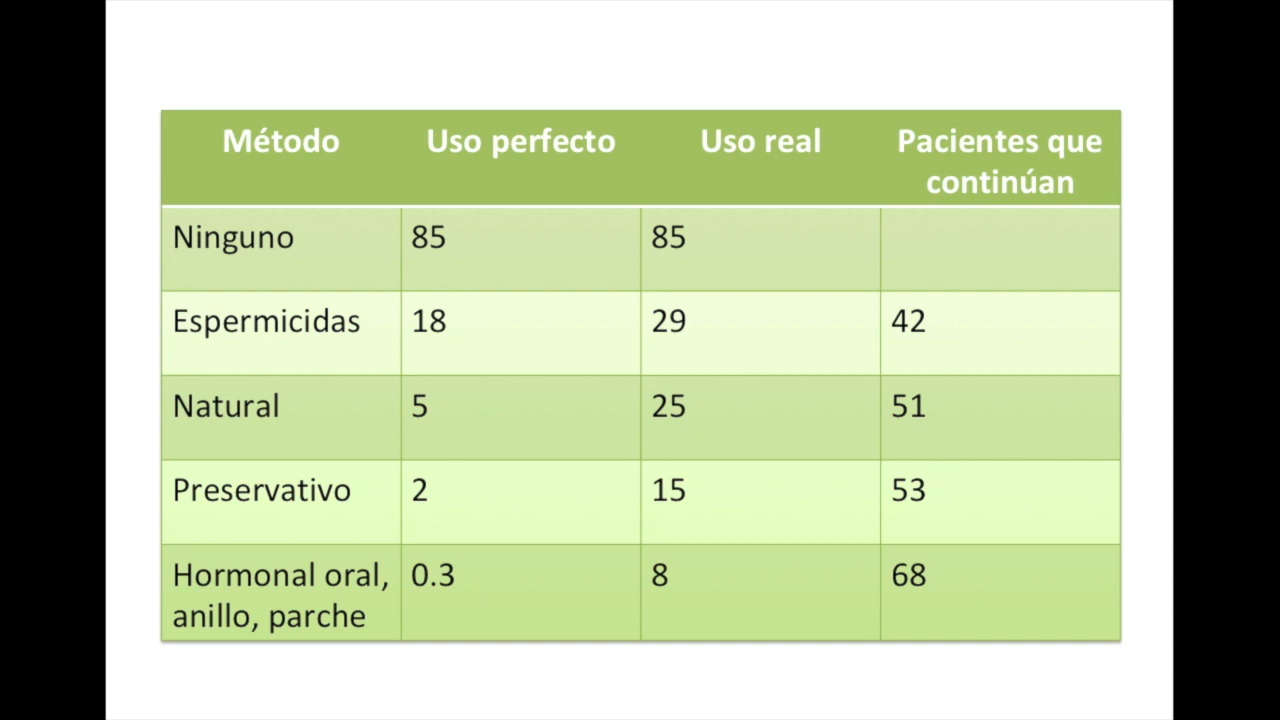 Método Uso perfecto Uso real Pacientes que
continúan
Ninguno 85 85
Espermicidas 18 29 42
Natural 5 25 51
Preservativo 2 15 53
Hormonal oral, 0.3 8 68
anillo, parche